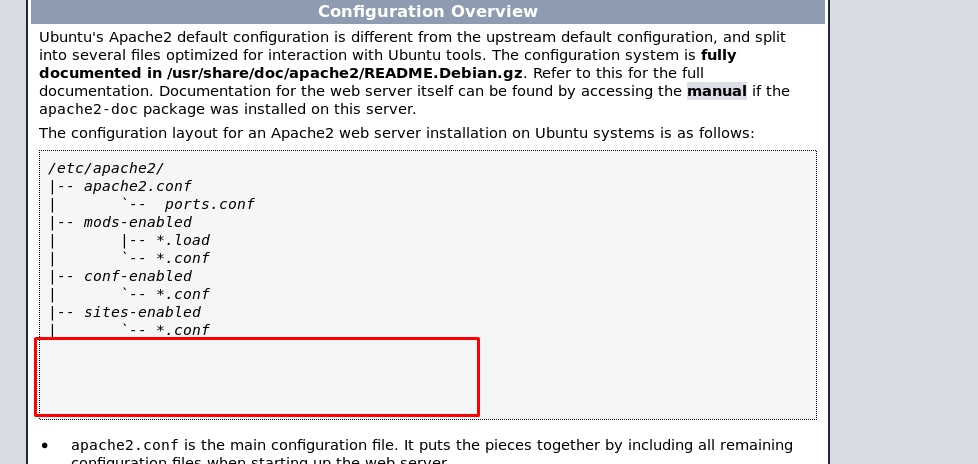 Configuration Overview
Ubuntu's Apache2 default configuration is different from the upstream default configuration, and split
into several files optimized for interaction with Ubuntu tools. The configuration system is fully
documented in /usr/share/doc/apache2/README.Debian.gz. Refer to this for the full
documentation. Documentation for the web server itself can be found by accessing the manual if the
apache2-doc package was installed on this server.
The configuration layout for an Apache2 web server installation on Ubuntu systems is as follows:
/etc/apache2/
|-- apache2.conf
|       `--  ports.conf
|-- mods-enabled
|       |-- *.load
|       `-- *.conf
|-- conf-enabled
|       `-- *.conf
|-- sites-enabled
|       `-- *.conf
• apache2.conf is the main configuration file. It puts the pieces together by including all remaining
configuration files when starting up the web server.